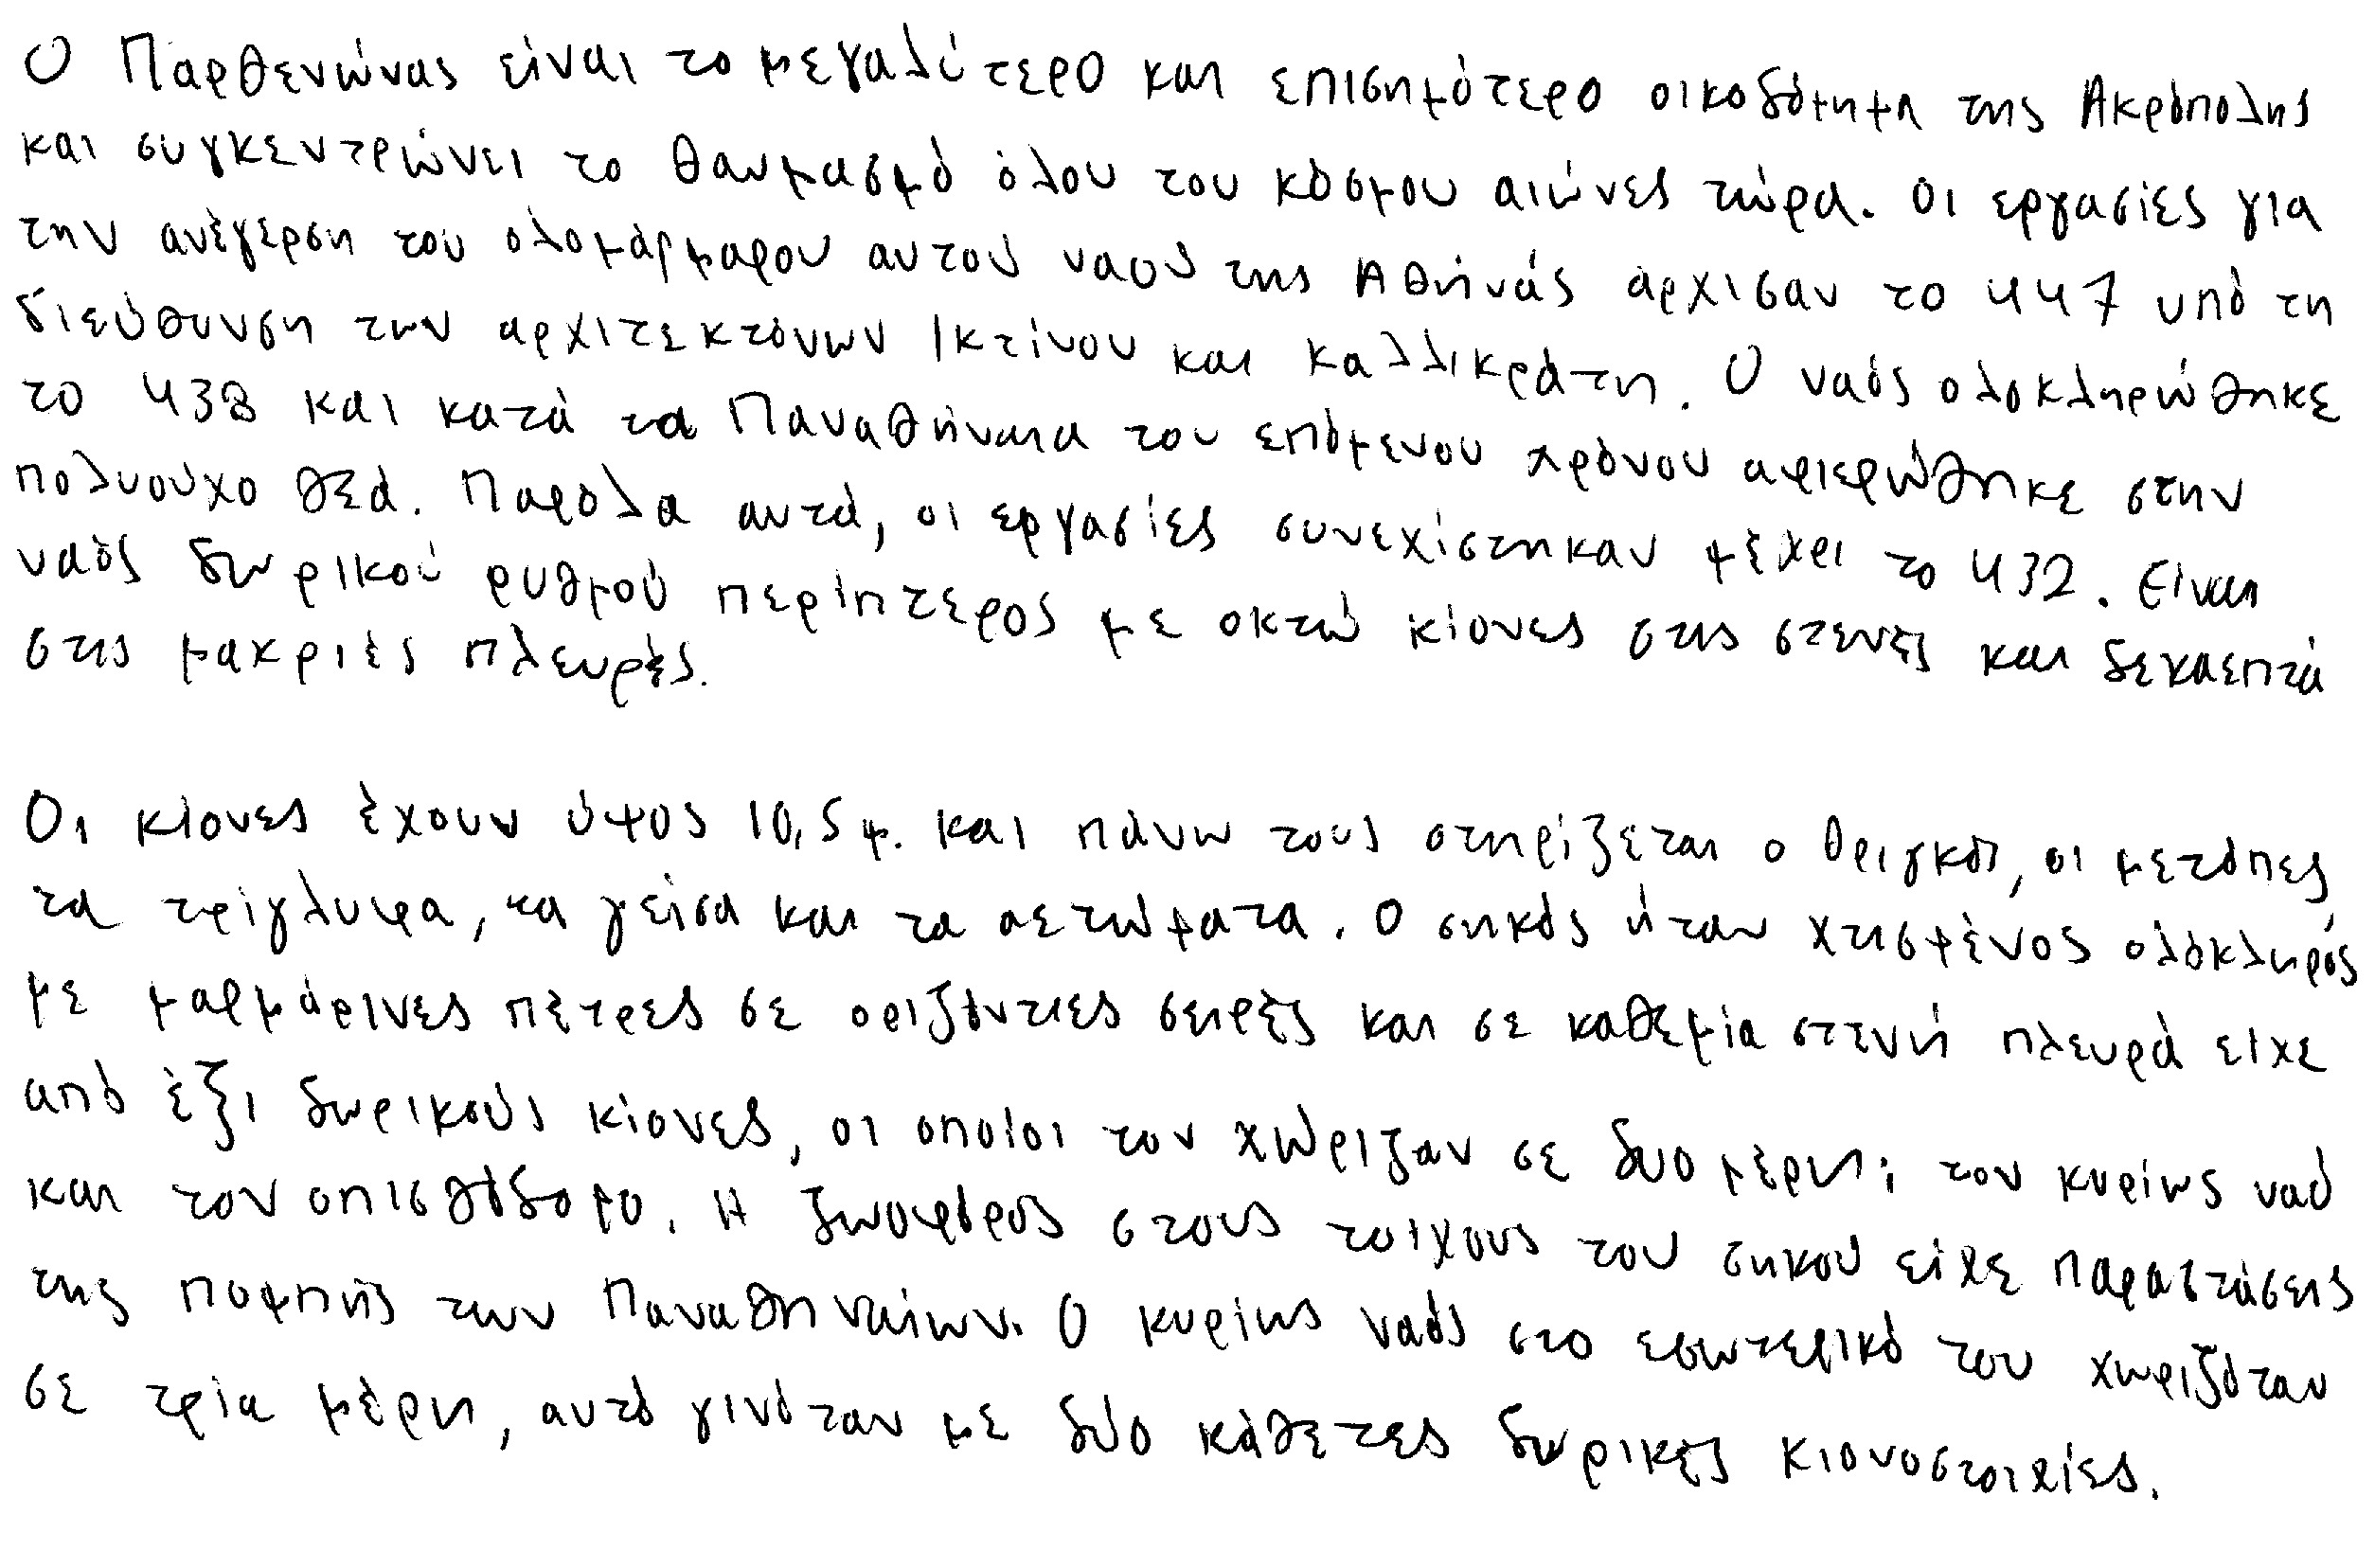 Ο Παρθενώνας είναι το μεγαλύτερο και επισημότερο οικοδόμημα της Ακρόπολης
και συγκεντρώνει το θαυμασμό όλου του κόσμου αιώνες τώρα. Οι εργασίες για
την ανέγερση του ολομάρμαρου αυτού ναού της Αθήνάς άρχισαν το 447 υπό τη
διεύθυνση των αρχιτεκτόνων Ικτίνου και Καλλικράτη. Ο ναός ολοκληρώθηκε
το 438 και κατά τα Παναθήναια του επόμενου χρόνου αφιερώθηκε στην
πολυούχο θεά. Παρόλα αυτά, οι εργασίες συνεχίστηκαν μέχρι το 432. Είναι
ναός δωρικού ρυθμού περίπτερος με οκτώ κίονες στις στενές και δεκαεπτά
στις μακριές πλευρές.
Οι κίονες έχουν ύψος 10,5 μ. και πάνω τους στηρίζεται ο θριγκός, οι μετόπες,
τα τρίγλυφα, τα γείσα και τα αετώματα. Ο σηκός ήταν χτισμένος ολόκληρός
με μαρμάρινες πέτρες σε οριζόντιες σειρές και σε καθεμία στενή πλευρά είχε
από έξι δωρικούς κίονες, οι οποίοι τον χώριζαν σε δυο μέρη: τον κυρίως ναό
και τον οπισθόδομο. Η ζωοφόρος στους τοίχους του σηκού είχε παραστάσεις
της πομπής των Παναθηναίων. Ο κυρίως ναός στο εσωτερικό του χωριζόταν
σε τρία μέρη, αυτό γινόταν με δύο κάθετες δωρικές κιονοστοιχίες.